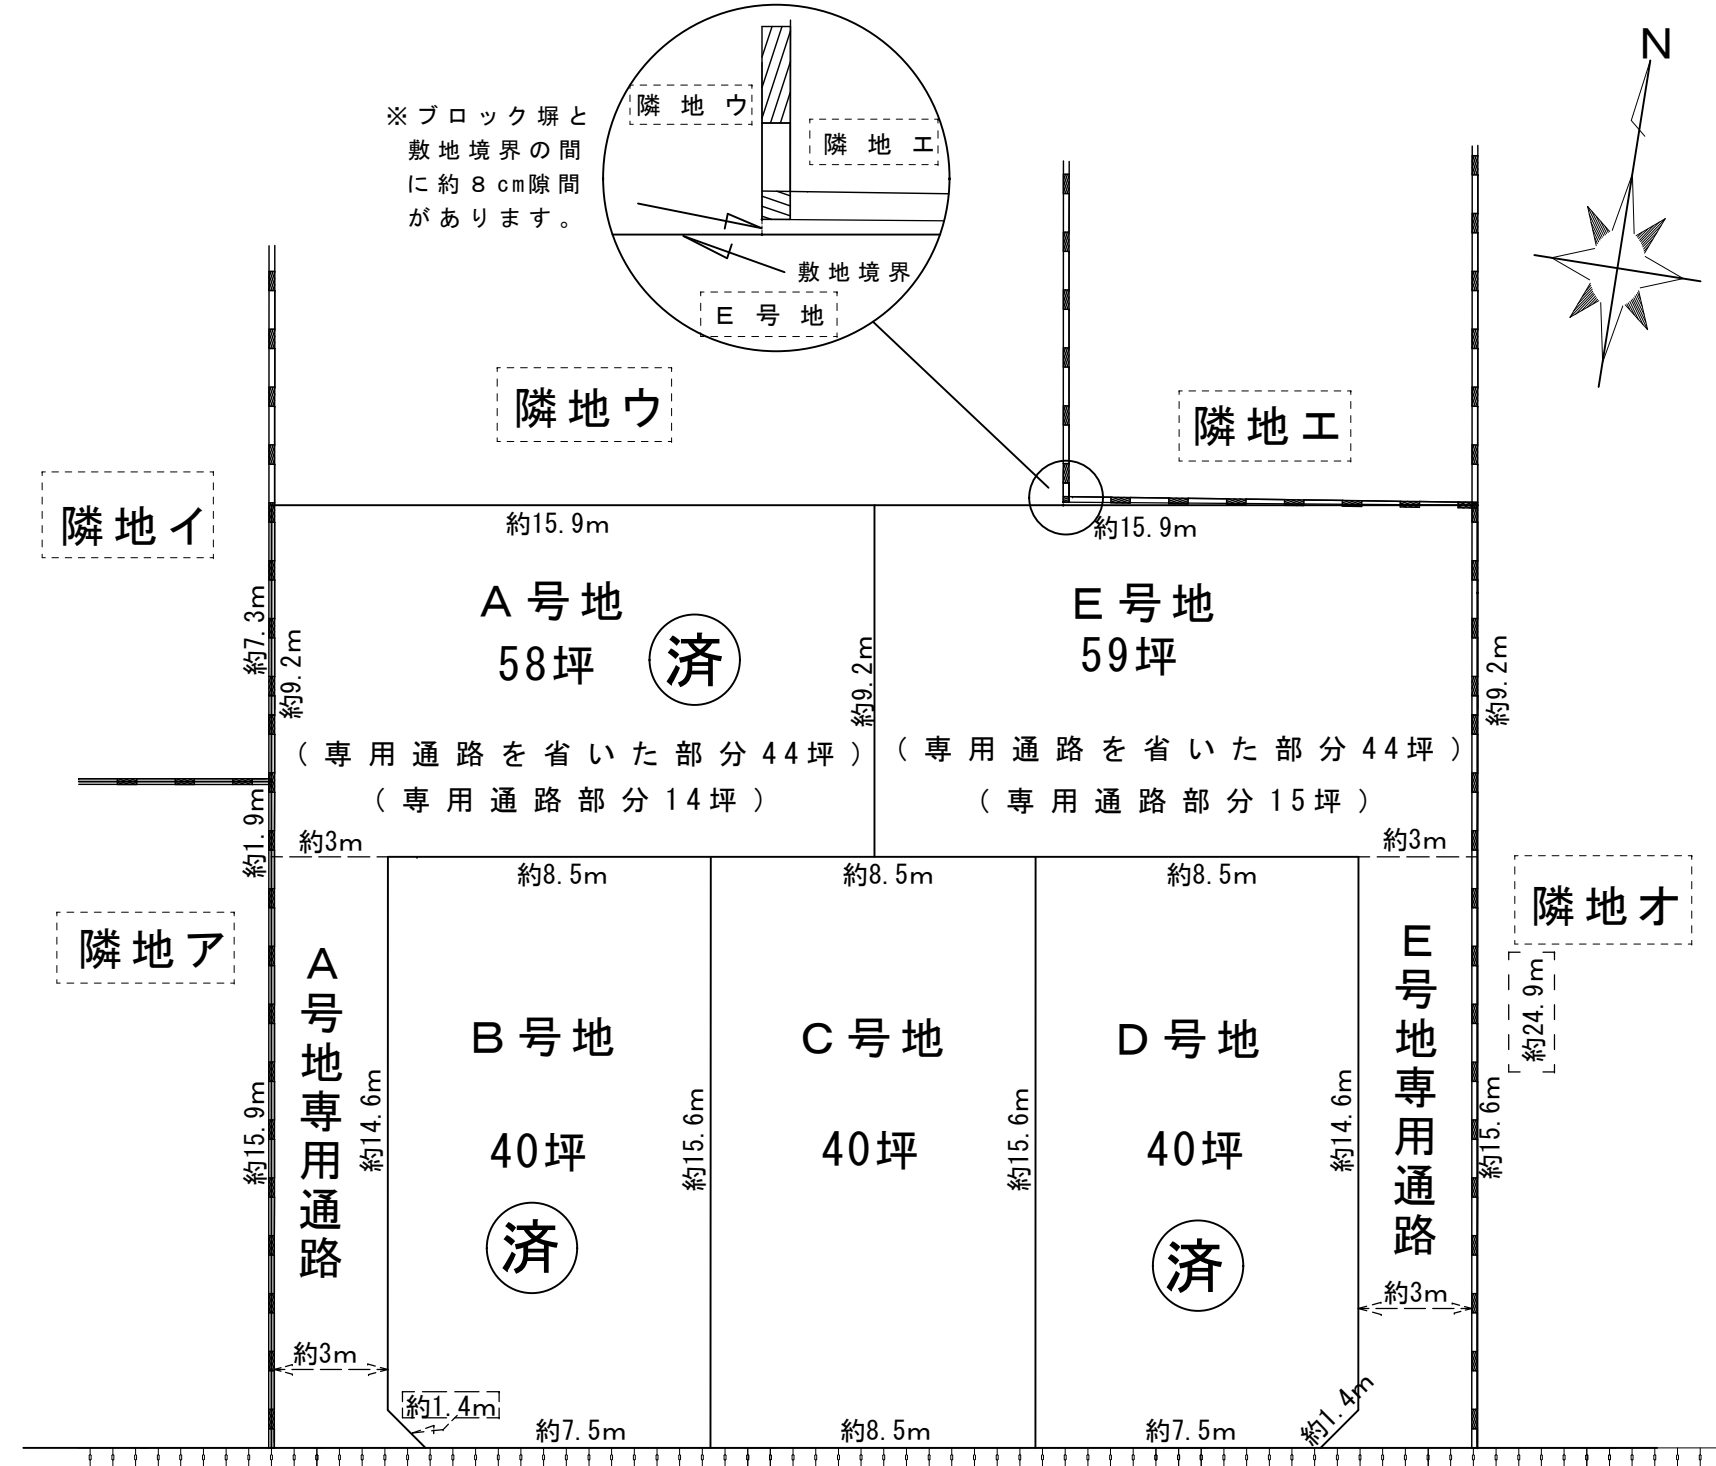 N
※ブロック塀と
敷地境界の間
に約8cm隙間
があります。
隣地ウ
隣地エ
敷地境界
E号地
隣地ウ
隣地エ
隣地イ
約15.9m
約15.9m
A号地
58坪
済
E号地
59坪
約7.3m
約9.2m
約9.2m
約9.2m
(専用通路を省いた部分44坪)
(専用通路部分14坪)
(専用通路を省いた部分44坪)
(専用通路部分15坪)
約1.9m
約3m
約3m
約8.5m
約8.5m
約8.5m
隣地ア
隣地オ
約24.9m
A号地専用通路
E号地専用通路
B号地
40坪
済
C号地
40坪
D号地
40坪
済
約15.9m
約14.6m
約15.6m
約15.6m
約14.6m
約15.6m
約3m
約3m
約1.4m
約1.4m
約7.5m
約8.5m
約7.5m